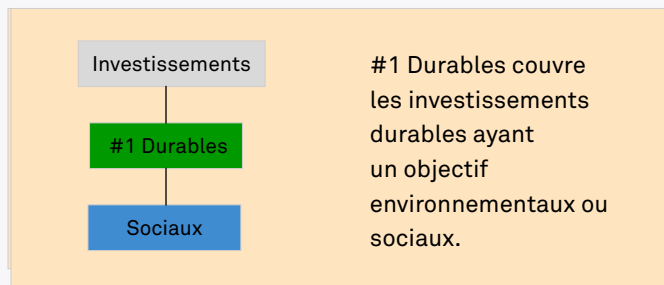 Investissements
#1 Durables
Sociaux
#1 Durables couvre
les investissements
durables ayant
un objectif
environnementaux ou
sociaux.